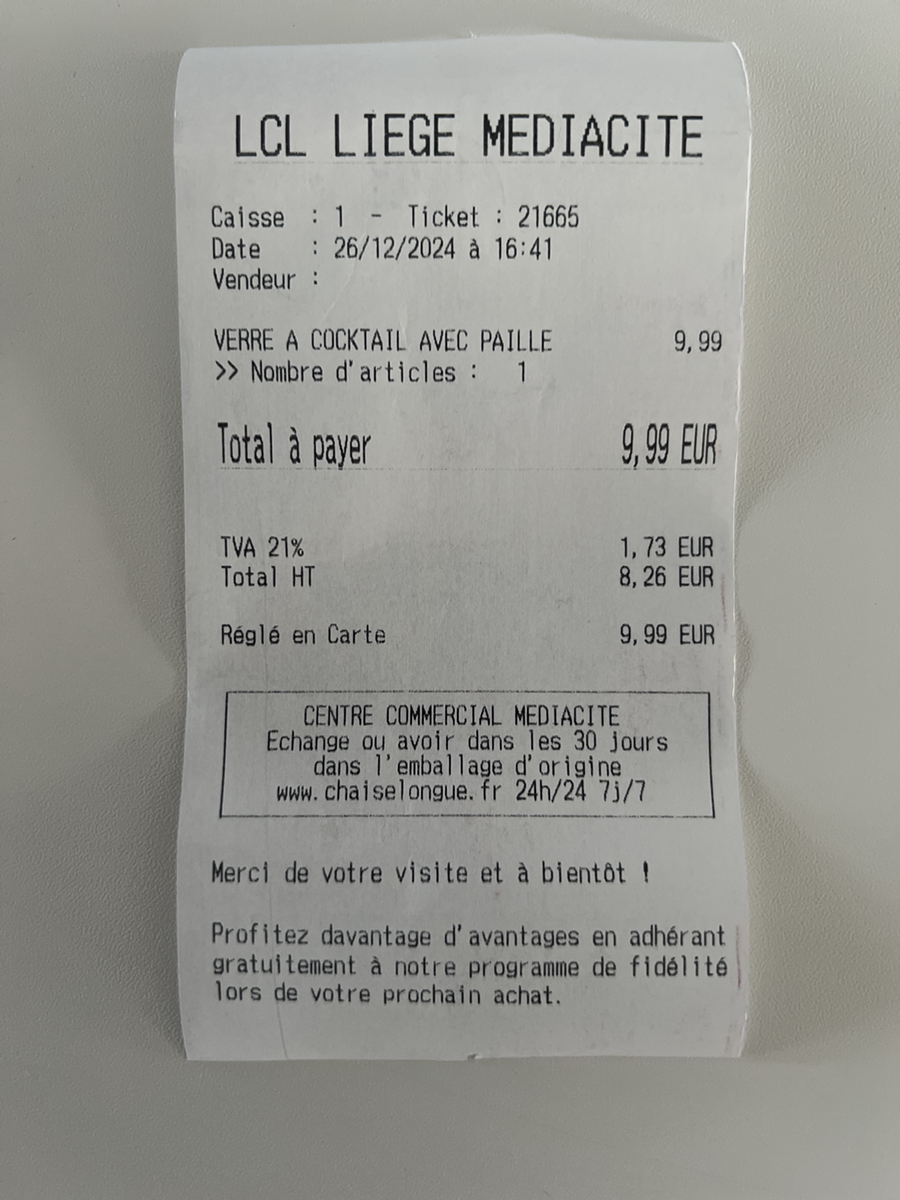 LCL LIEGE MEDIACITE
Caisse : 1 - Ticket : 21665
Date : 26/12/2024 à 16:41
Vendeur :
VERRE A COCKTAIL AVEC PAILLE 9,99
>> Nombre d'articles : 1
Total à payer 9,99 EUR
TVA 21% 1,73 EUR
Total HT 8,26 EUR
Réglé en Carte 9,99 EUR
CENTRE COMMERCIAL MEDIACITE
Echange ou avoir dans les 30 jours
dans l'emballage d'origine
www.chaiselongue.fr 24h/24 7j/7
Merci de votre visite et à bientôt !
Profitez davantage d'avantages en adhérant
gratuitement à notre programme de fidélité
lors de votre prochain achat.